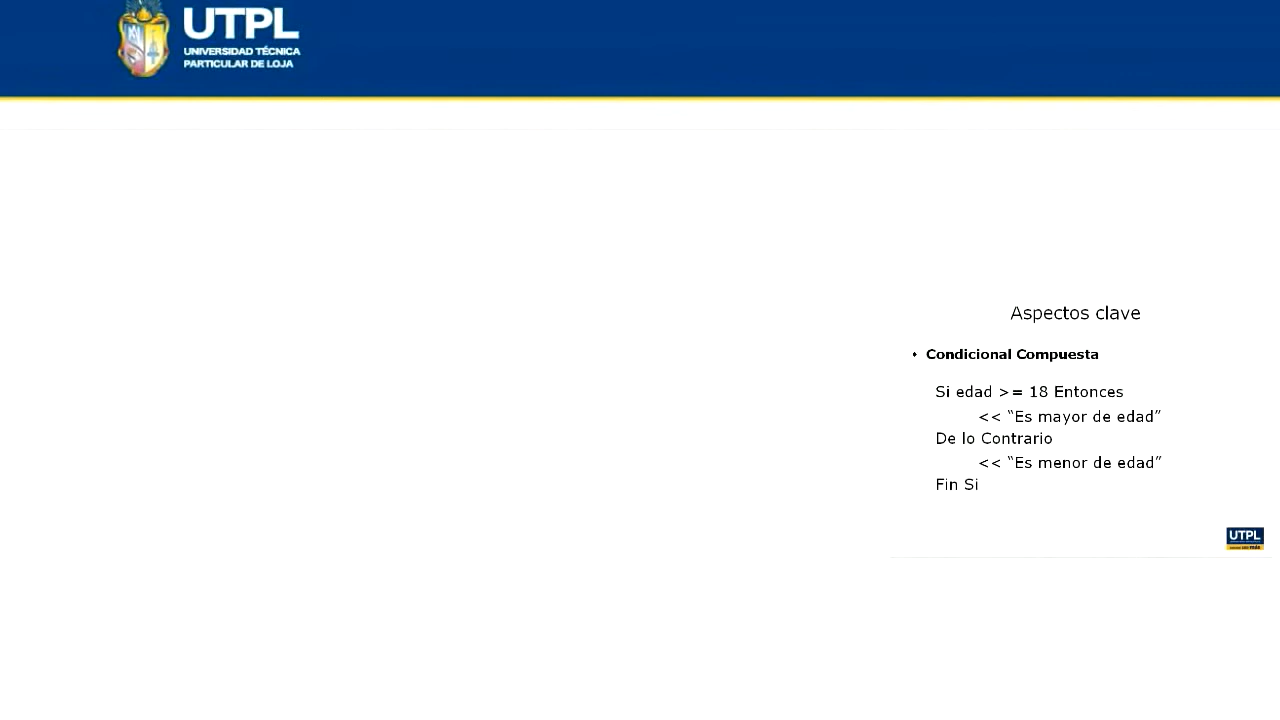 UTPL
UNIVERSIDAD TÉCNICA
PARTICULAR DE LOJA
Aspectos clave
• Condicional Compuesta
Si edad >= 18 Entonces
<< “Es mayor de edad”
De lo Contrario
<< “Es menor de edad”
Fin Si
UTPL